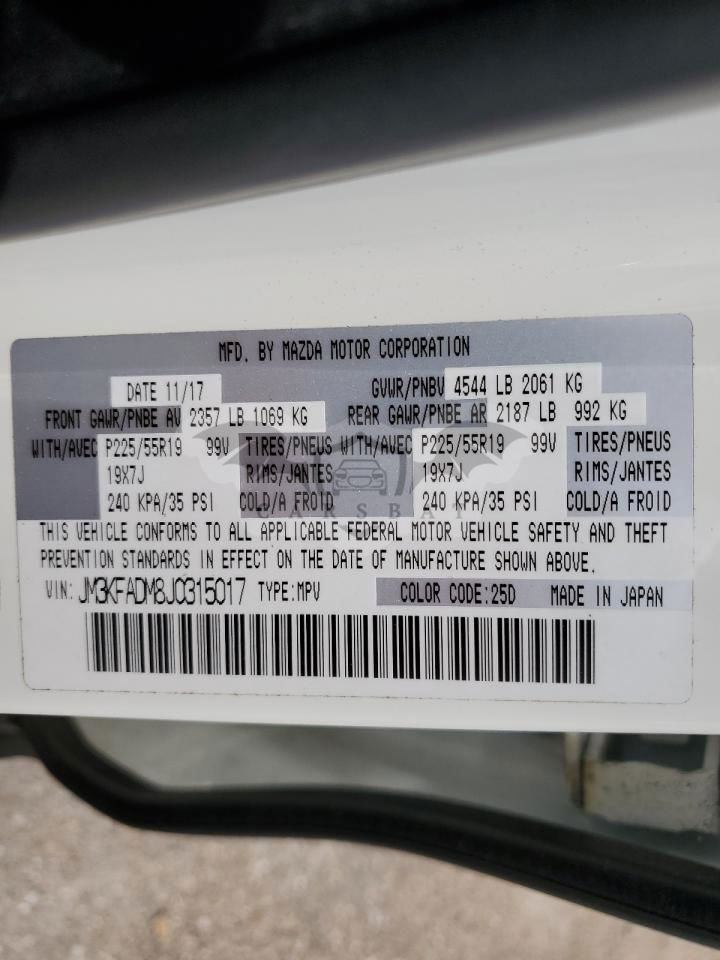 MFD. BY MAZDA MOTOR CORPORATION
DATE 11/17 GVWR/PNBV 4544 LB 2061 KG
FRONT GAWR/PNBE AV 2357 LB 1069 KG REAR GAWR/PNBE AR 2187 LB 992 KG
WITH/AVEC P225/55R19 99V TIRES/PNEUS WITH/AVEC P225/55R19 99V TIRES/PNEUS
19X7J RIMS/JANTES 19X7J RIMS/JANTES
240 KPA/35 PSI COLD/A FROID 240 KPA/35 PSI COLD/A FROID
CARSBAT
THIS VEHICLE CONFORMS TO ALL APPLICABLE FEDERAL MOTOR VEHICLE SAFETY AND THEFT
PREVENTION STANDARDS IN EFFECT ON THE DATE OF MANUFACTURE SHOWN ABOVE.
VIN: JM3KFADM8J0315017 TYPE:MPV COLOR CODE:25D MADE IN JAPAN